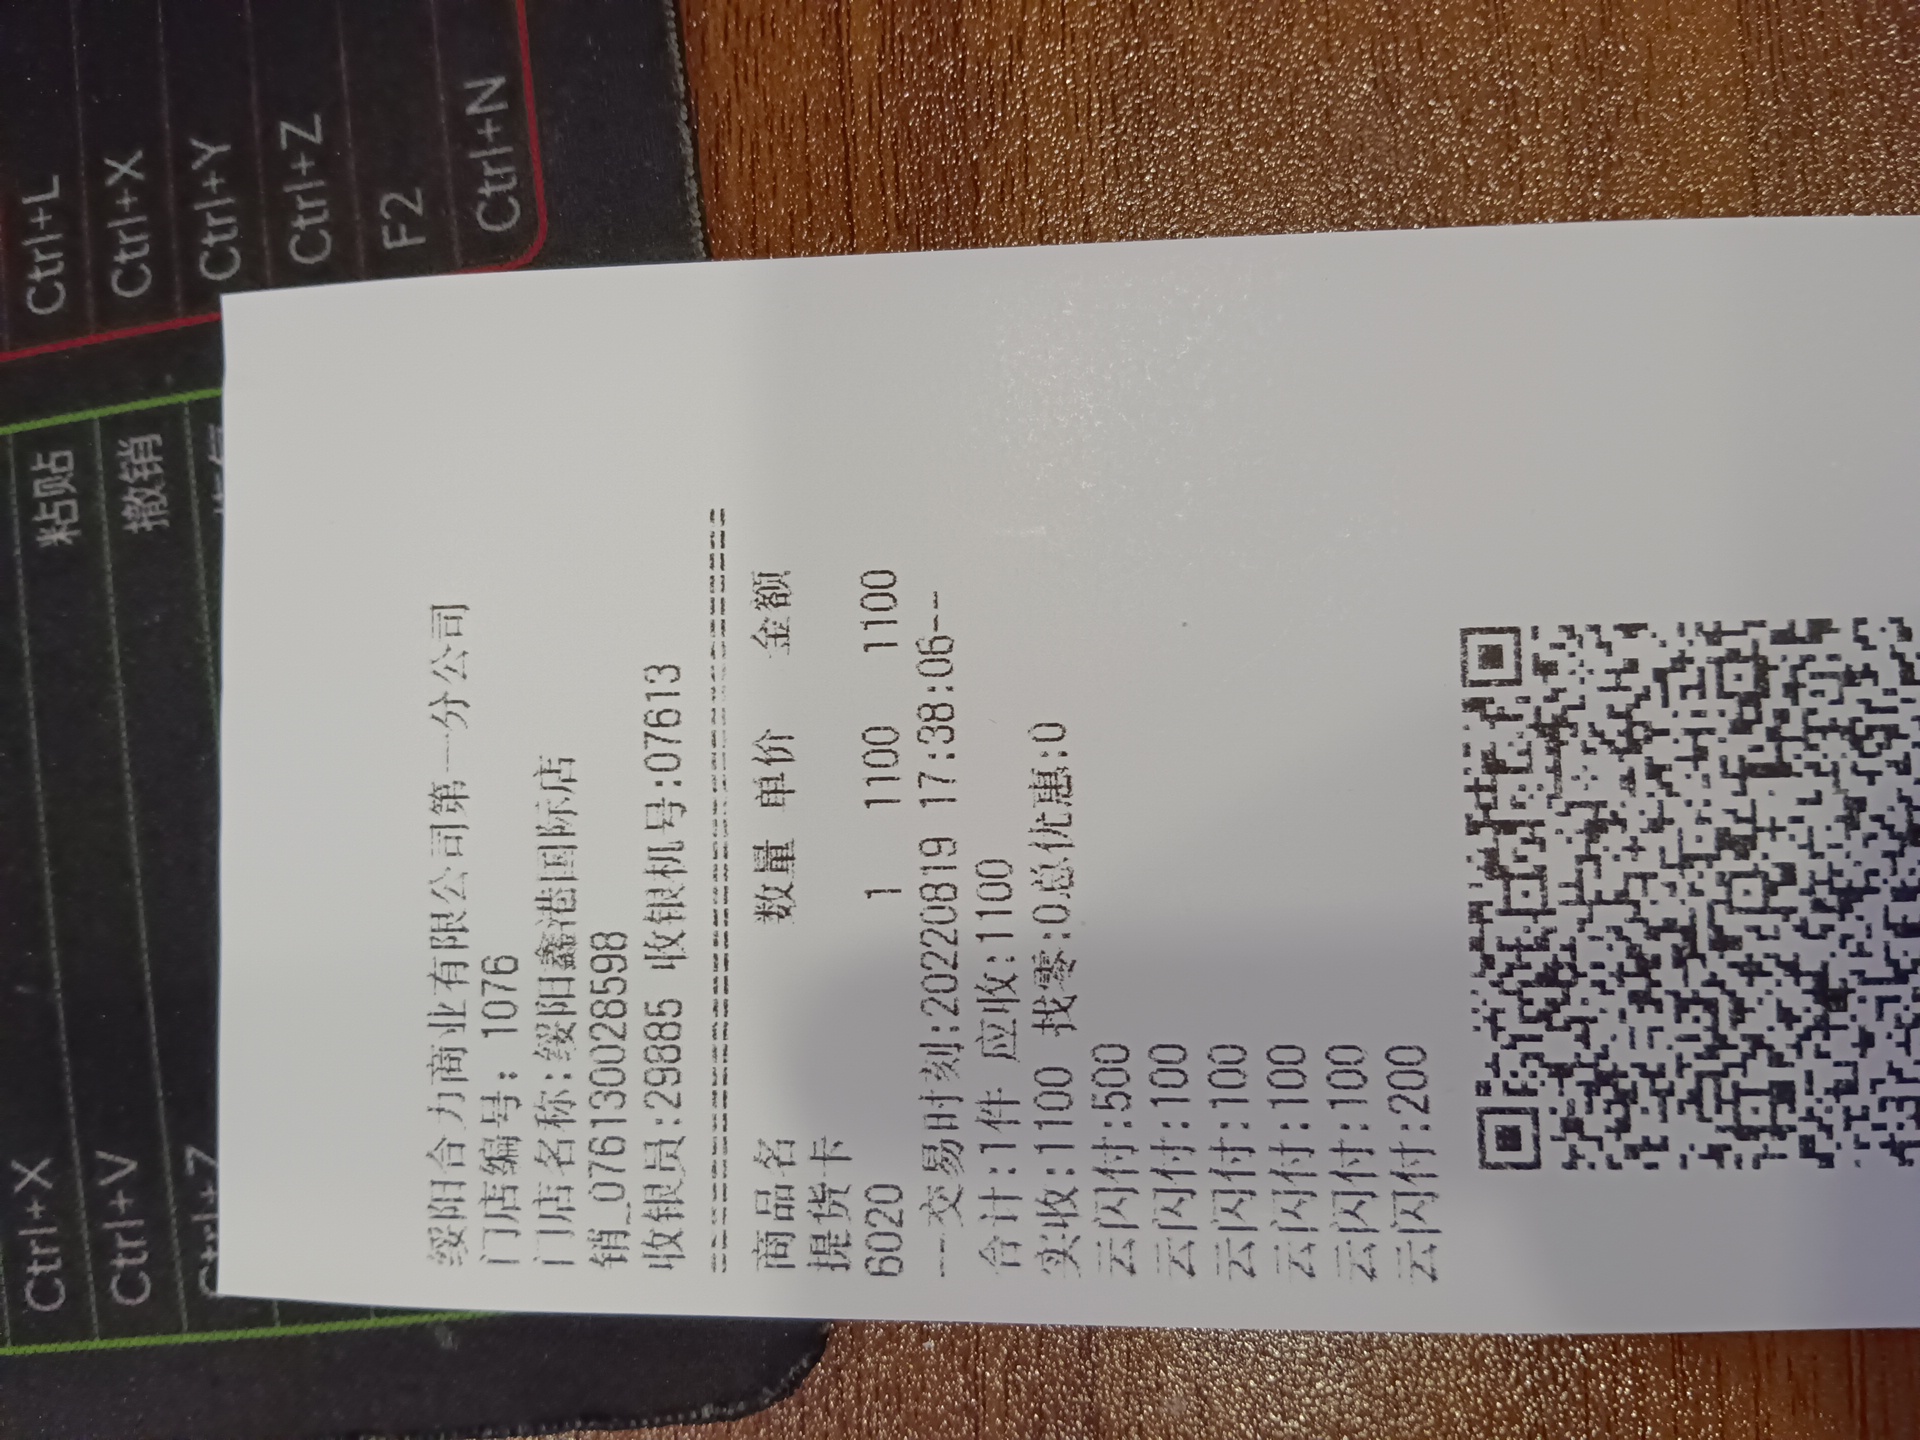 绥阳合力商业有限公司第一分公司
门店编号: 1076
门店名称:绥阳鑫港国际店
销_0761300028598
收银员:29885 收银机号:07613
商品名 数量 单价 金额
提货卡
6020 1 1100 1100
--交易时刻:20220819 17:38:06--
合计:1件 应收:1100
实收:1100 找零:0总优惠:0
云闪付:500
云闪付:100
云闪付:100
云闪付:100
云闪付:100
云闪付:200
Ctrl+X 粘贴 Ctrl+L
Ctrl+V 撤销 Ctrl+X
Ctrl+Z Ctrl+Y
Ctrl+Z
F2
Ctrl+N